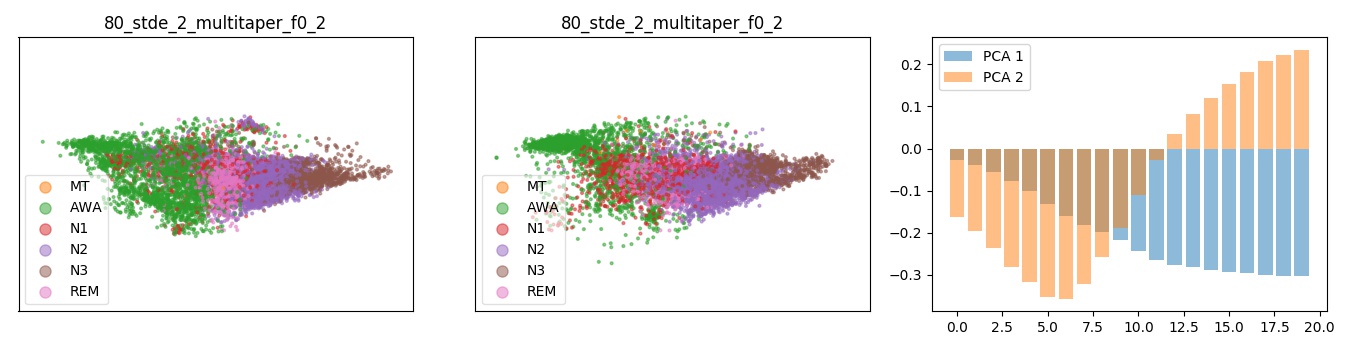 80_stde_2_multitaper_f0_2
MT
AWA
N1
N2
N3
REM
80_stde_2_multitaper_f0_2
MT
AWA
N1
N2
N3
REM
PCA 1
PCA 2
0.2
0.1
0.0
−0.1
−0.2
−0.3
0.0 2.5 5.0 7.5 10.0 12.5 15.0 17.5 20.0